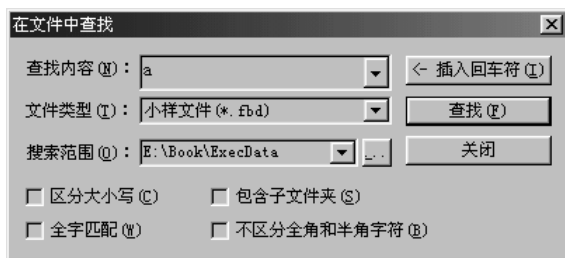 在文件中查找
查找内容(N)： a <- 插入回车符(I)
文件类型(T)： 小样文件(*.fbd) 查找(F)
搜索范围(O)： E:\Book\ExecData ... 关闭
区分大小写(C) 包含子文件夹(S)
全字匹配(W) 不区分全角和半角字符(B)